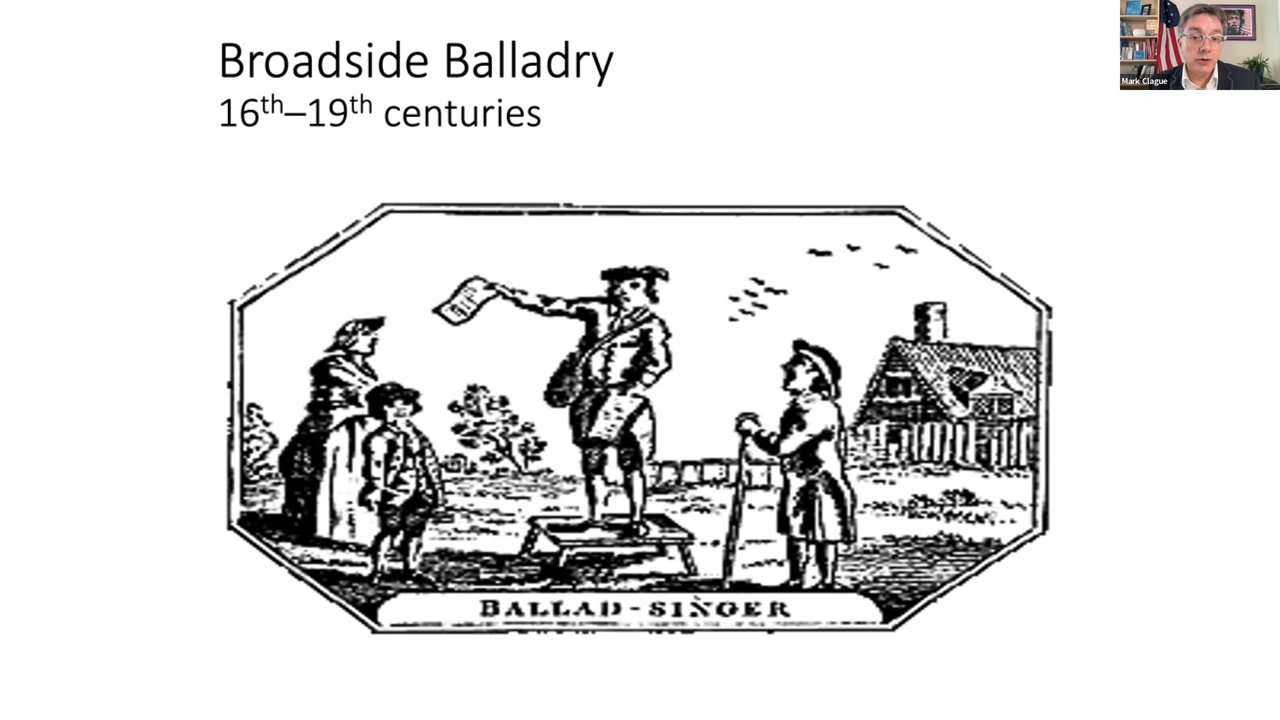 Broadside Balladry
16th–19th centuries
Mark Clague
BALLAD-SINGER